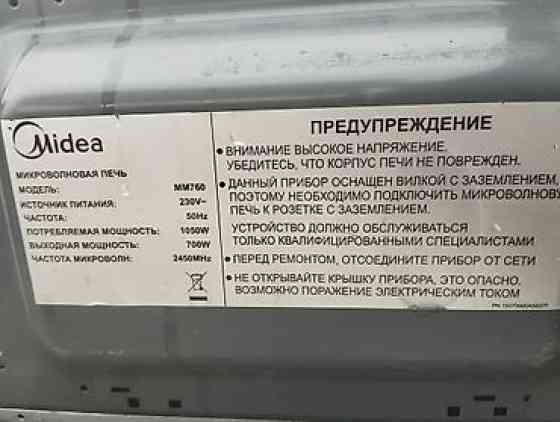 Midea
МИКРОВОЛНОВАЯ ПЕЧЬ
МОДЕЛЬ: MM760
ИСТОЧНИК ПИТАНИЯ: 230V~
ЧАСТОТА: 50Hz
ПОТРЕБЛЯЕМАЯ МОЩНОСТЬ: 1050W
ВЫХОДНАЯ МОЩНОСТЬ: 700W
ЧАСТОТА МИКРОВОЛН: 2450MHz
ПРЕДУПРЕЖДЕНИЕ
• ВНИМАНИЕ ВЫСОКОЕ НАПРЯЖЕНИЕ.
УБЕДИТЕСЬ, ЧТО КОРПУС ПЕЧИ НЕ ПОВРЕЖДЕН.
• ДАННЫЙ ПРИБОР ОСНАЩЕН ВИЛКОЙ С ЗАЗЕМЛЕНИЕМ,
ПОЭТОМУ НЕОБХОДИМО ПОДКЛЮЧИТЬ МИКРОВОЛНОВУ
ПЕЧЬ К РОЗЕТКЕ С ЗАЗЕМЛЕНИЕМ.
УСТРОЙСТВО ДОЛЖНО ОБСЛУЖИВАТЬСЯ
ТОЛЬКО КВАЛИФИЦИРОВАННЫМИ СПЕЦИАЛИСТАМИ
• ПЕРЕД РЕМОНТОМ, ОТСОЕДИНИТЕ ПРИБОР ОТ СЕТИ
• НЕ ОТКРЫВАЙТЕ КРЫШКУ ПРИБОРА, ЭТО ОПАСНО,
ВОЗМОЖНО ПОРАЖЕНИЕ ЭЛЕКТРИЧЕСКИМ ТОКОМ